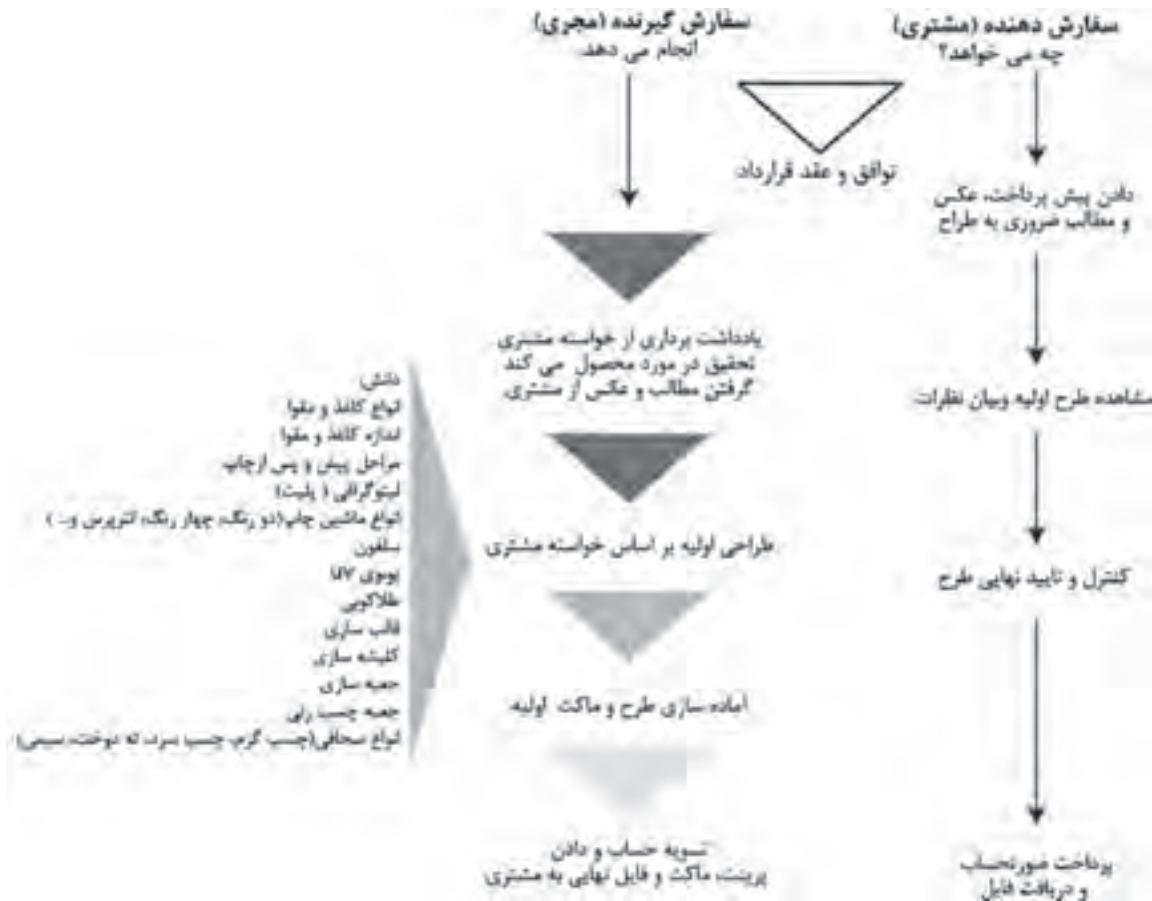 سفارش دهنده (مشتری)
چه می خواهد؟
دادن پیش پرداخت، عکس
و مطالب ضروری به طراح
مشاهده طرح اولیه وبیان نظرات
کنترل و تایید نهایی طرح
پرداخت صورتحساب
و دریافت فایل
توافق و عقد قرارداد
سفارش گیرنده (مجری)
انجام می دهد
یادداشت برداری از خواسته مشتری
تحقیق در مورد محصول می کند
گرفتن مطالب و عکس از مشتری
طراحی اولیه بر اساس خواسته مشتری
آماده سازی طرح و ماکت اولیه
تسویه حساب و دادن
پرینت، ماکت و فایل نهایی به مشتری
دانش
انواع کاغذ و مقوا
اندازه کاغذ و مقوا
مراحل پیش و پس ازچاپ
لیتوگرافی ( پلیت)
انواع ماشین چاپ(دو رنگ، چهار رنگ، لترپرس و.. )
سلفون
یووی uv
طلاکوبی
قالب سازی
کلیشه سازی
جعبه سازی
جعبه چسب زنی
انواع صحافی(چسب گرم، چسب سرد، ته دوخت، سیمی)